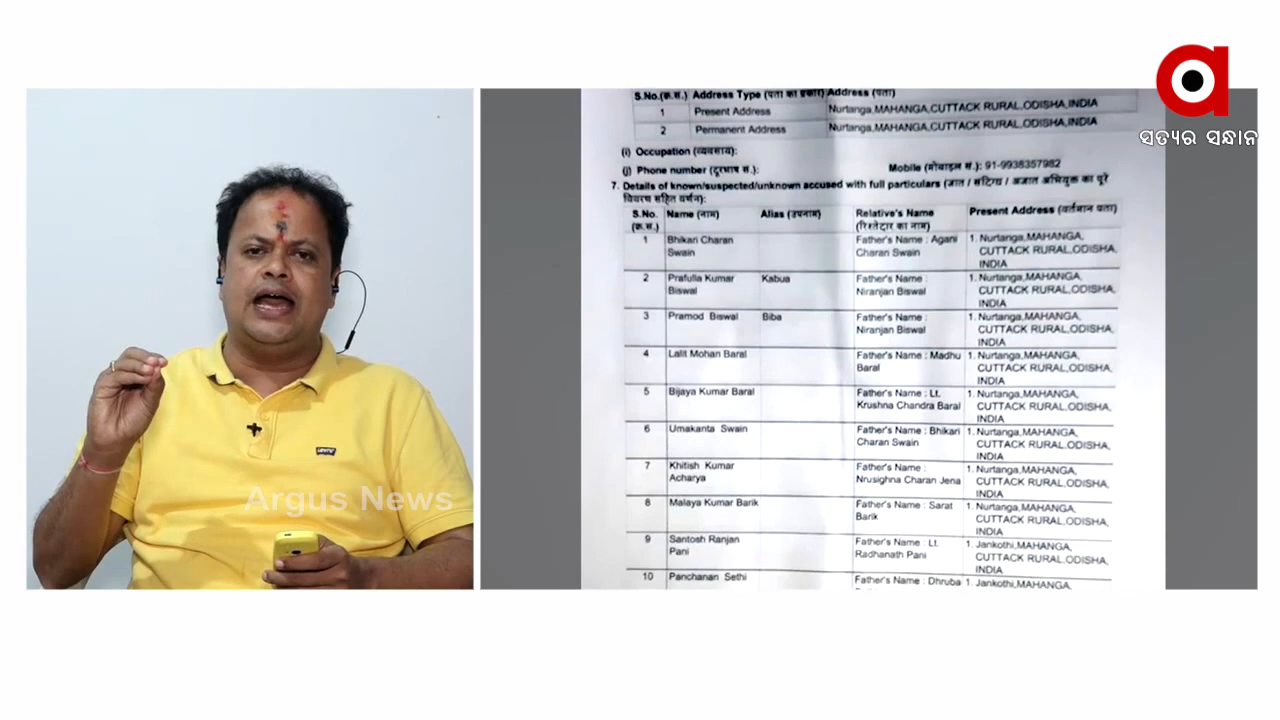 ସତ୍ୟର ସନ୍ଧାନ
Argus News
S.No.(क्र.सं.) Address Type (पता का प्रकार) Address (पता)
1 Present Address Nurtanga,MAHANGA,CUTTACK RURAL,ODISHA,INDIA
2 Permanent Address Nurtanga,MAHANGA,CUTTACK RURAL,ODISHA,INDIA
(i) Occupation (व्यवसाय):
(j) Phone number (दूरभाष सं.): Mobile (मोबाइल सं.): 91-9938357982
7. Details of known/suspected/unknown accused with full particulars (ज्ञात / संदिग्ध / अज्ञात अभियुक्त का पूरे
विवरण सहित वर्णन):
S.No. Name (नाम) Alias (उपनाम) Relative's Name Present Address (वर्तमान पता)
(क्र.सं.) (रिश्तेदार का नाम)
1 Bhikari Charan Father's Name : Agani 1. Nurtanga,MAHANGA,
Swain Charan Swain CUTTACK RURAL,ODISHA,
INDIA
2 Prafulla Kumar Kabua Father's Name : 1. Nurtanga,MAHANGA,
Biswal Niranjan Biswal CUTTACK RURAL,ODISHA,
INDIA
3 Pramod Biswal Biba Father's Name : 1. Nurtanga,MAHANGA,
Niranjan Biswal CUTTACK RURAL,ODISHA,
INDIA
4 Lalit Mohan Baral Father's Name : Madhu 1. Nurtanga,MAHANGA,
Baral CUTTACK RURAL,ODISHA,
INDIA
5 Bijaya Kumar Baral Father's Name : Lt. 1. Nurtanga,MAHANGA,
Krushna Chandra Baral CUTTACK RURAL,ODISHA,
INDIA
6 Umakanta Swain Father's Name : Bhikari 1. Nurtanga,MAHANGA,
Charan Swain CUTTACK RURAL,ODISHA,
INDIA
7 Khitish Kumar Father's Name : 1. Nurtanga,MAHANGA,
Acharya Nrusighna Charan Jena CUTTACK RURAL,ODISHA,
INDIA
8 Malaya Kumar Barik Father's Name : Sarat 1. Nurtanga,MAHANGA,
Barik CUTTACK RURAL,ODISHA,
INDIA
9 Santosh Ranjan Father's Name : Lt. 1. Jankothi,MAHANGA,
Pani Radhanath Pani CUTTACK RURAL,ODISHA,
INDIA
10 Panchanan Sethi Father's Name : Dhruba 1. Jankothi,MAHANGA,